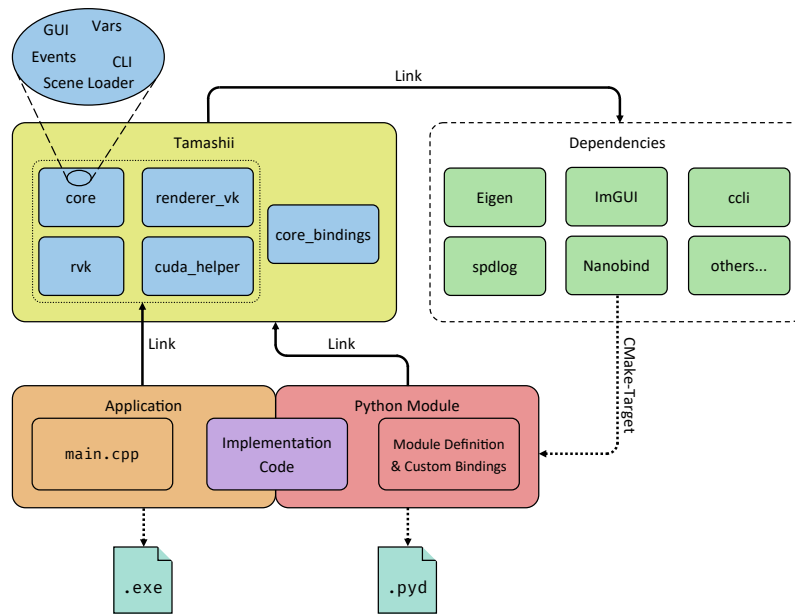 GUI Vars
Events CLI
Scene Loader
Link
Tamashii
Dependencies
core
renderer_vk
core_bindings
rvk
cuda_helper
Eigen
ImGUI
ccli
spdlog
Nanobind
others...
Link
Link
CMake-Target
Application
Python Module
main.cpp
Implementation
Code
Module Definition
& Custom Bindings
.exe
.pyd